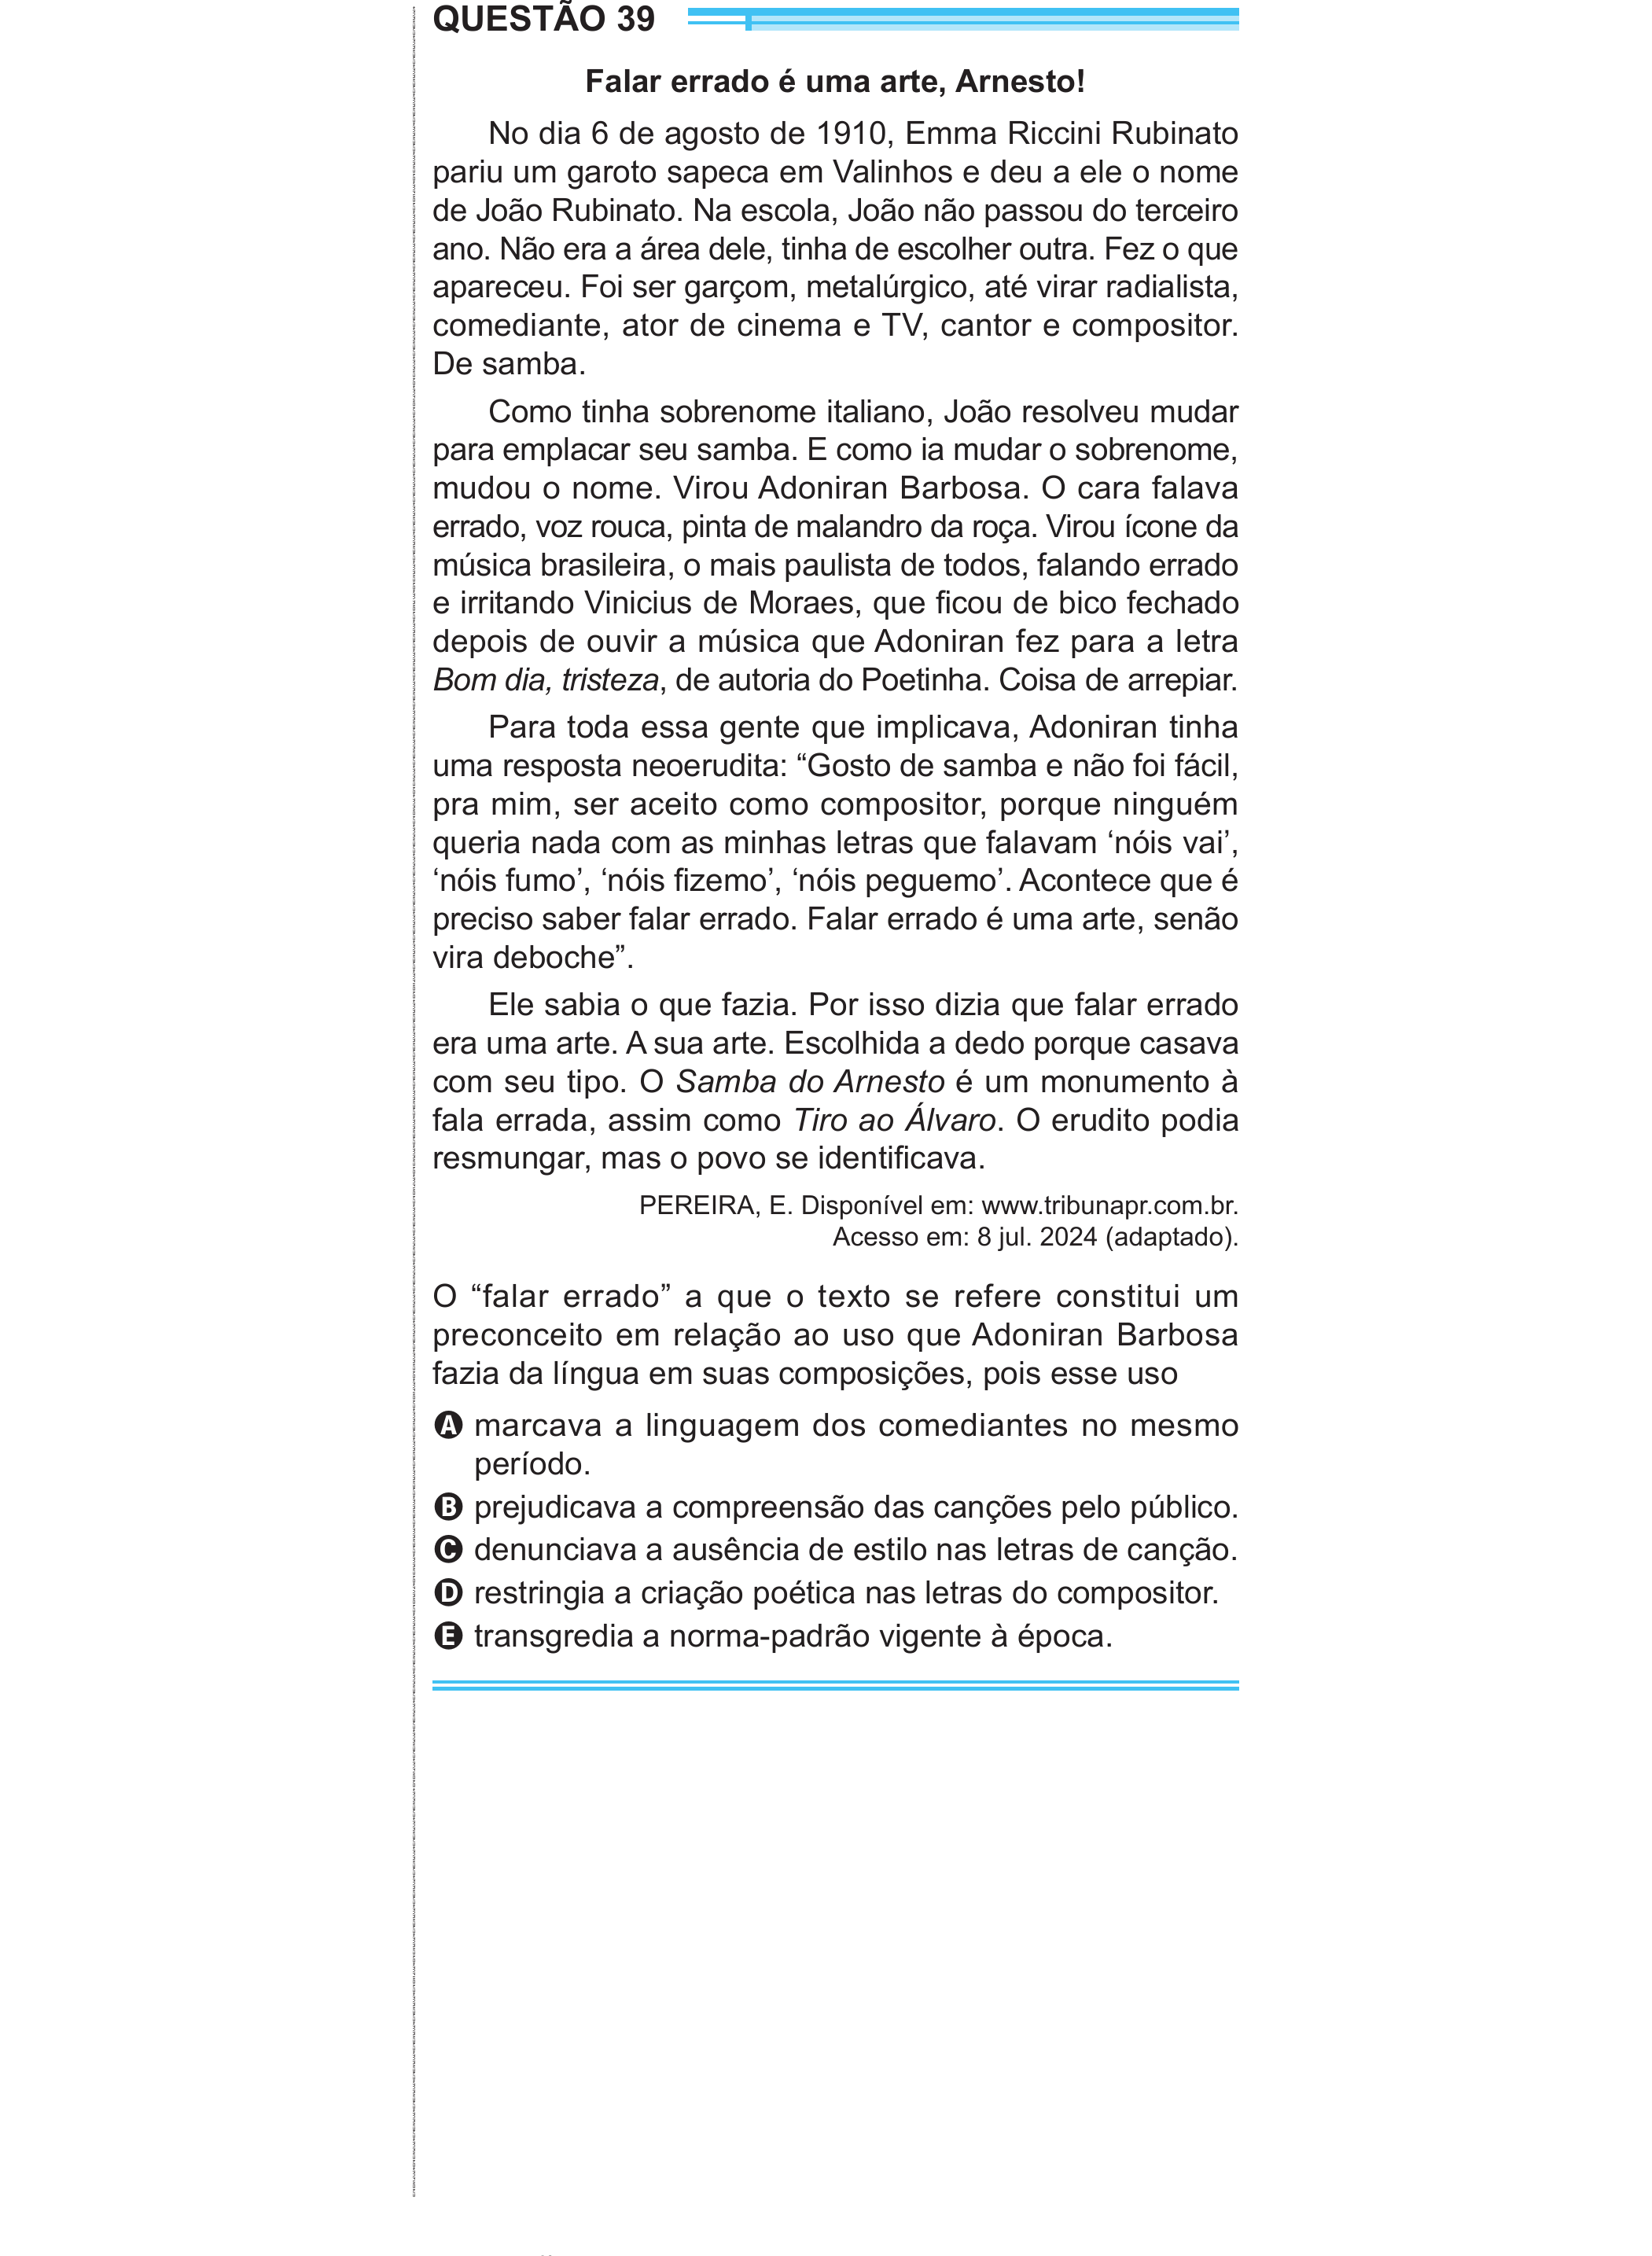 QUESTÃO 39
Falar errado é uma arte, Arnesto!
No dia 6 de agosto de 1910, Emma Riccini Rubinato
pariu um garoto sapeca em Valinhos e deu a ele o nome
de João Rubinato. Na escola, João não passou do terceiro
ano. Não era a área dele, tinha de escolher outra. Fez o que
apareceu. Foi ser garçom, metalúrgico, até virar radialista,
comediante, ator de cinema e TV, cantor e compositor.
De samba.
Como tinha sobrenome italiano, João resolveu mudar
para emplacar seu samba. E como ia mudar o sobrenome,
mudou o nome. Virou Adoniran Barbosa. O cara falava
errado, voz rouca, pinta de malandro da roça. Virou ícone da
música brasileira, o mais paulista de todos, falando errado
e irritando Vinicius de Moraes, que ficou de bico fechado
depois de ouvir a música que Adoniran fez para a letra
Bom dia, tristeza, de autoria do Poetinha. Coisa de arrepiar.
Para toda essa gente que implicava, Adoniran tinha
uma resposta neoerudita: “Gosto de samba e não foi fácil,
pra mim, ser aceito como compositor, porque ninguém
queria nada com as minhas letras que falavam ‘nóis vai’,
‘nóis fumo’, ‘nóis fizemo’, ‘nóis peguemo’. Acontece que é
preciso saber falar errado. Falar errado é uma arte, senão
vira deboche”.
Ele sabia o que fazia. Por isso dizia que falar errado
era uma arte. A sua arte. Escolhida a dedo porque casava
com seu tipo. O Samba do Arnesto é um monumento à
fala errada, assim como Tiro ao Álvaro. O erudito podia
resmungar, mas o povo se identificava.
PEREIRA, E. Disponível em: www.tribunapr.com.br.
Acesso em: 8 jul. 2024 (adaptado).
O “falar errado” a que o texto se refere constitui um
preconceito em relação ao uso que Adoniran Barbosa
fazia da língua em suas composições, pois esse uso
A marcava a linguagem dos comediantes no mesmo
período.
B prejudicava a compreensão das canções pelo público.
C denunciava a ausência de estilo nas letras de canção.
D restringia a criação poética nas letras do compositor.
E transgredia a norma-padrão vigente à época.